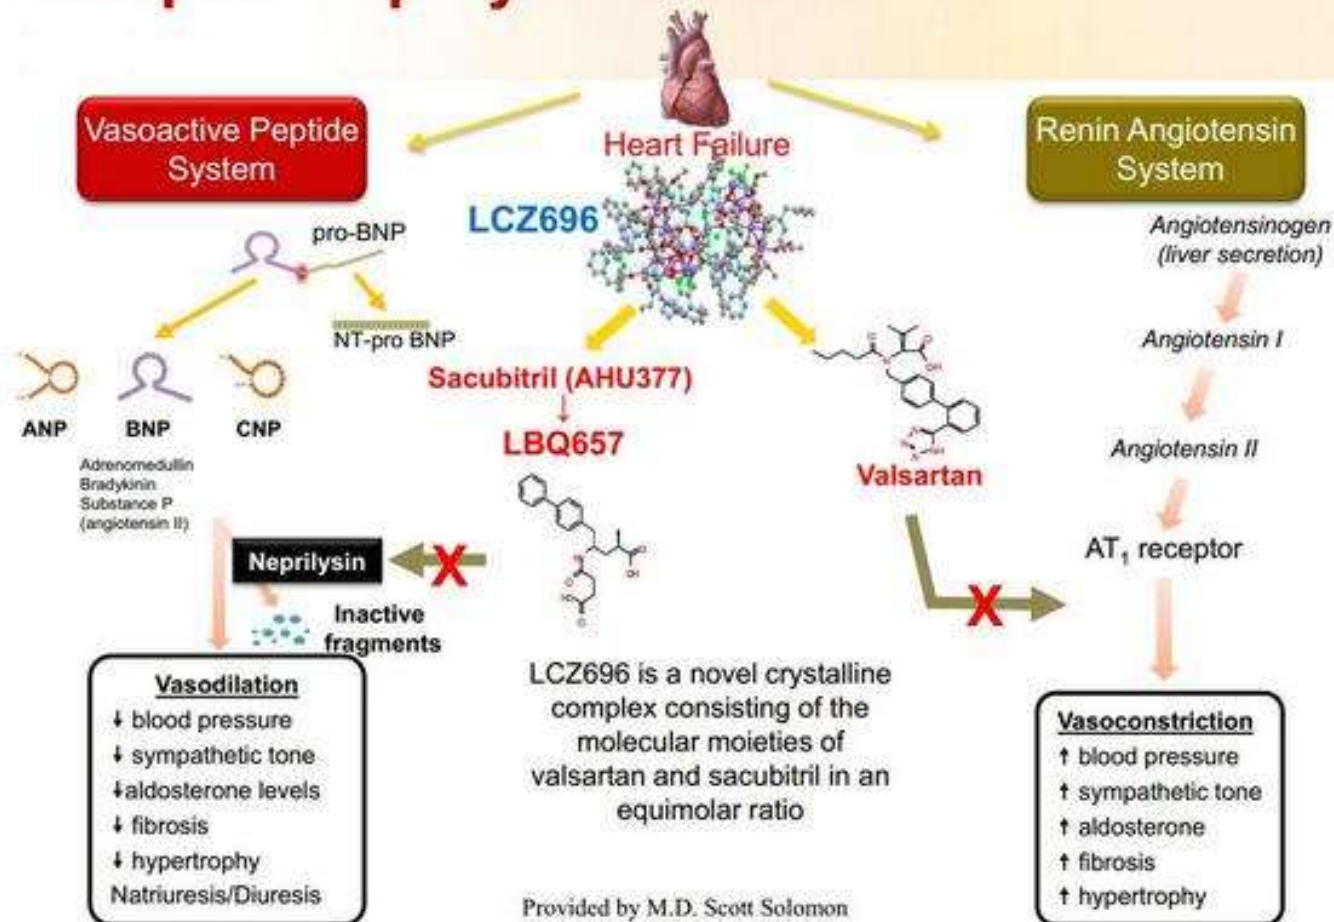 Vasoactive Peptide
System
Heart Failure
Renin Angiotensin
System
LCZ696
pro-BNP
NT-pro BNP
ANP
BNP
CNP
Adrenomedullin
Bradykinin
Substance P
(angiotensin II)
Sacubitril (AHU377)
LBQ657
Valsartan
Angiotensinogen
(liver secretion)
Angiotensin I
Angiotensin II
AT₁ receptor
Neprilysin
X
X
Inactive
fragments
Vasodilation
↓ blood pressure
↓ sympathetic tone
↓aldosterone levels
↓ fibrosis
↓ hypertrophy
Natriuresis/Diuresis
LCZ696 is a novel crystalline
complex consisting of the
molecular moieties of
valsartan and sacubitril in an
equimolar ratio
Vasoconstriction
↑ blood pressure
↑ sympathetic tone
↑ aldosterone
↑ fibrosis
↑ hypertrophy
Provided by M.D. Scott Solomon